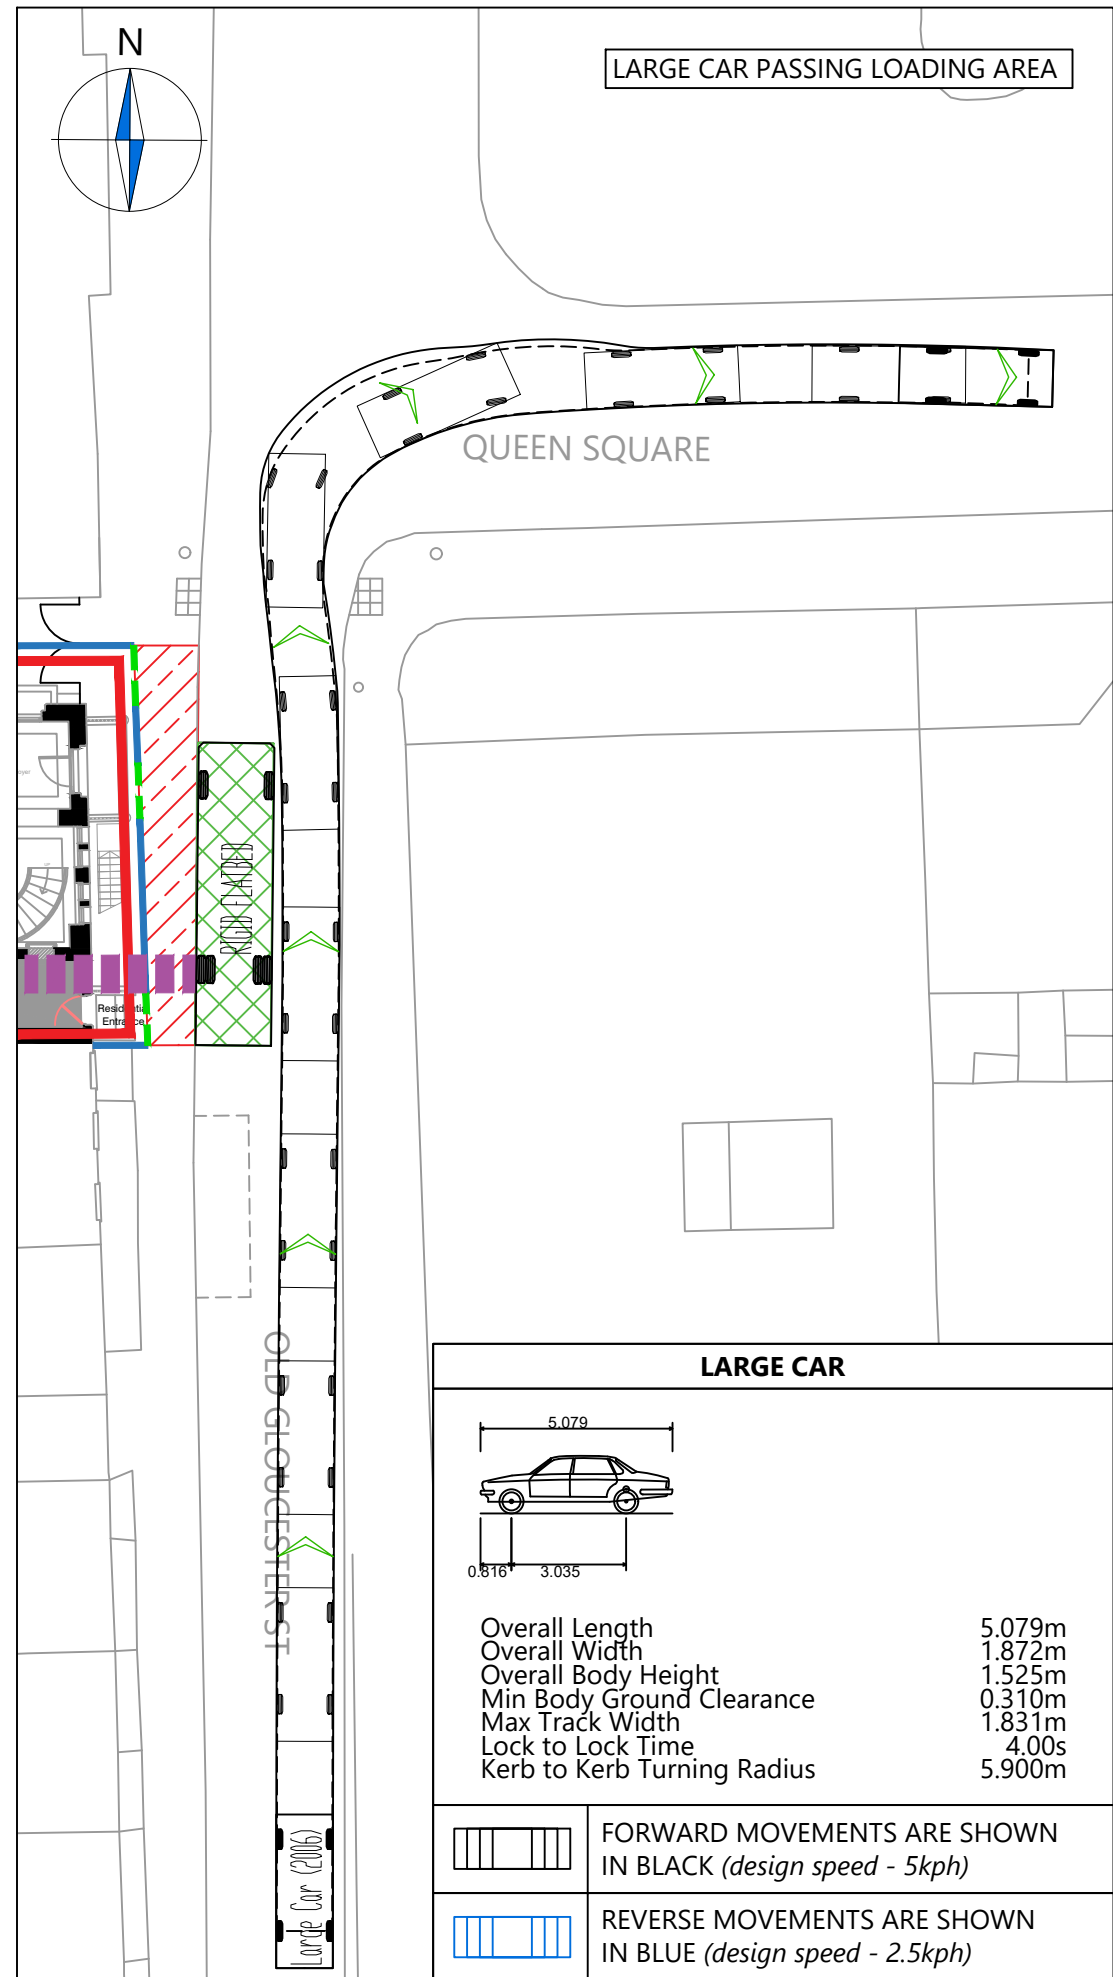 N
LARGE CAR PASSING LOADING AREA
QUEEN SQUARE
RIGID FLATBED
UP
Residential
Entrance
OLD GLOUCESTER ST
LARGE CAR
5.079
0.816
3.035
Overall Length 5.079m
Overall Width 1.872m
Overall Body Height 1.525m
Min Body Ground Clearance 0.310m
Max Track Width 1.831m
Lock to Lock Time 4.00s
Kerb to Kerb Turning Radius 5.900m
Large Car (2006)
FORWARD MOVEMENTS ARE SHOWN
IN BLACK (design speed - 5kph)
REVERSE MOVEMENTS ARE SHOWN
IN BLUE (design speed - 2.5kph)